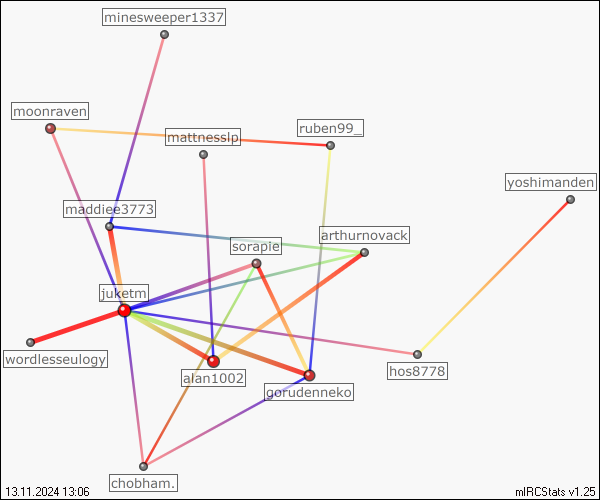 minesweeper1337
moonraven
ruben99_
mattnesslp
yoshimanden
maddiee3773
arthurnovack
sorapie
juketm
wordlesseulogy
hos8778
alan1002
gorudenneko
chobham.
13.11.2024 13:06
mIRCStats v1.25